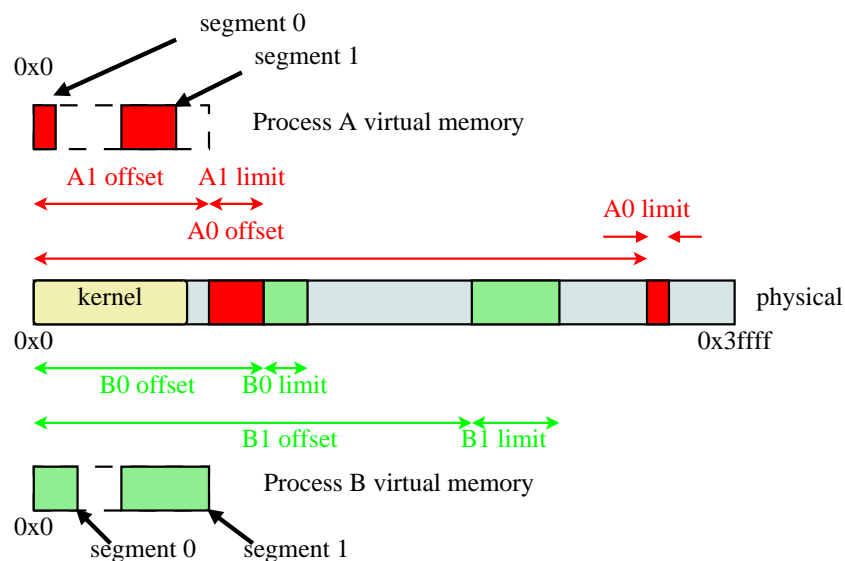 segment 0
segment 1
0x0
Process A virtual memory
A1 offset
A1 limit
A0 limit
A0 offset
kernel
physical
0x0
0x3ffff
B0 offset
B0 limit
B1 offset
B1 limit
Process B virtual memory
0x0
segment 0
segment 1